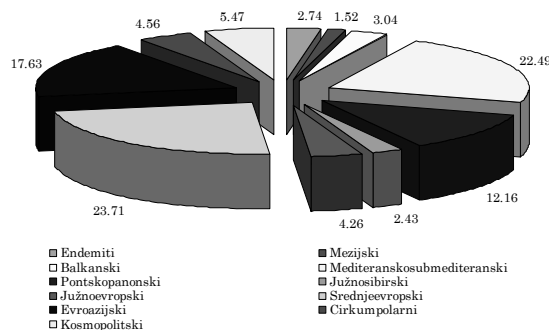 5.47
2.74
1.52
4.56
3.04
17.63
22.49
23.71
4.26
2.43
12.16
Endemiti
Mezijski
Balkanski
Mediteranskosubmediteranski
Pontskopanonski
Južnosibirski
Južnoevropski
Srednjeevropski
Evroazijski
Cirkumpolarni
Kosmopolitski